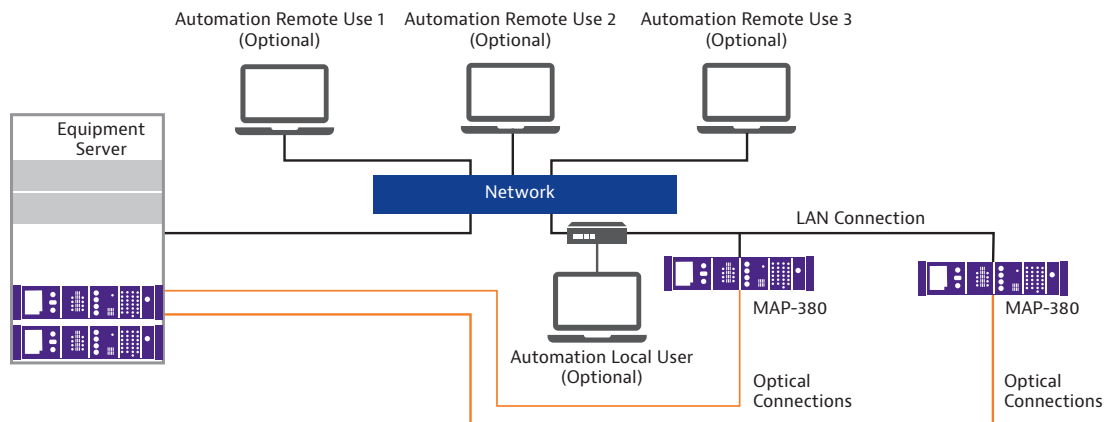 Automation Remote Use 1
(Optional)
Automation Remote Use 2
(Optional)
Automation Remote Use 3
(Optional)
Equipment
Server
Network
LAN Connection
MAP-380
MAP-380
Automation Local User
(Optional)
Optical
Connections
Optical
Connections